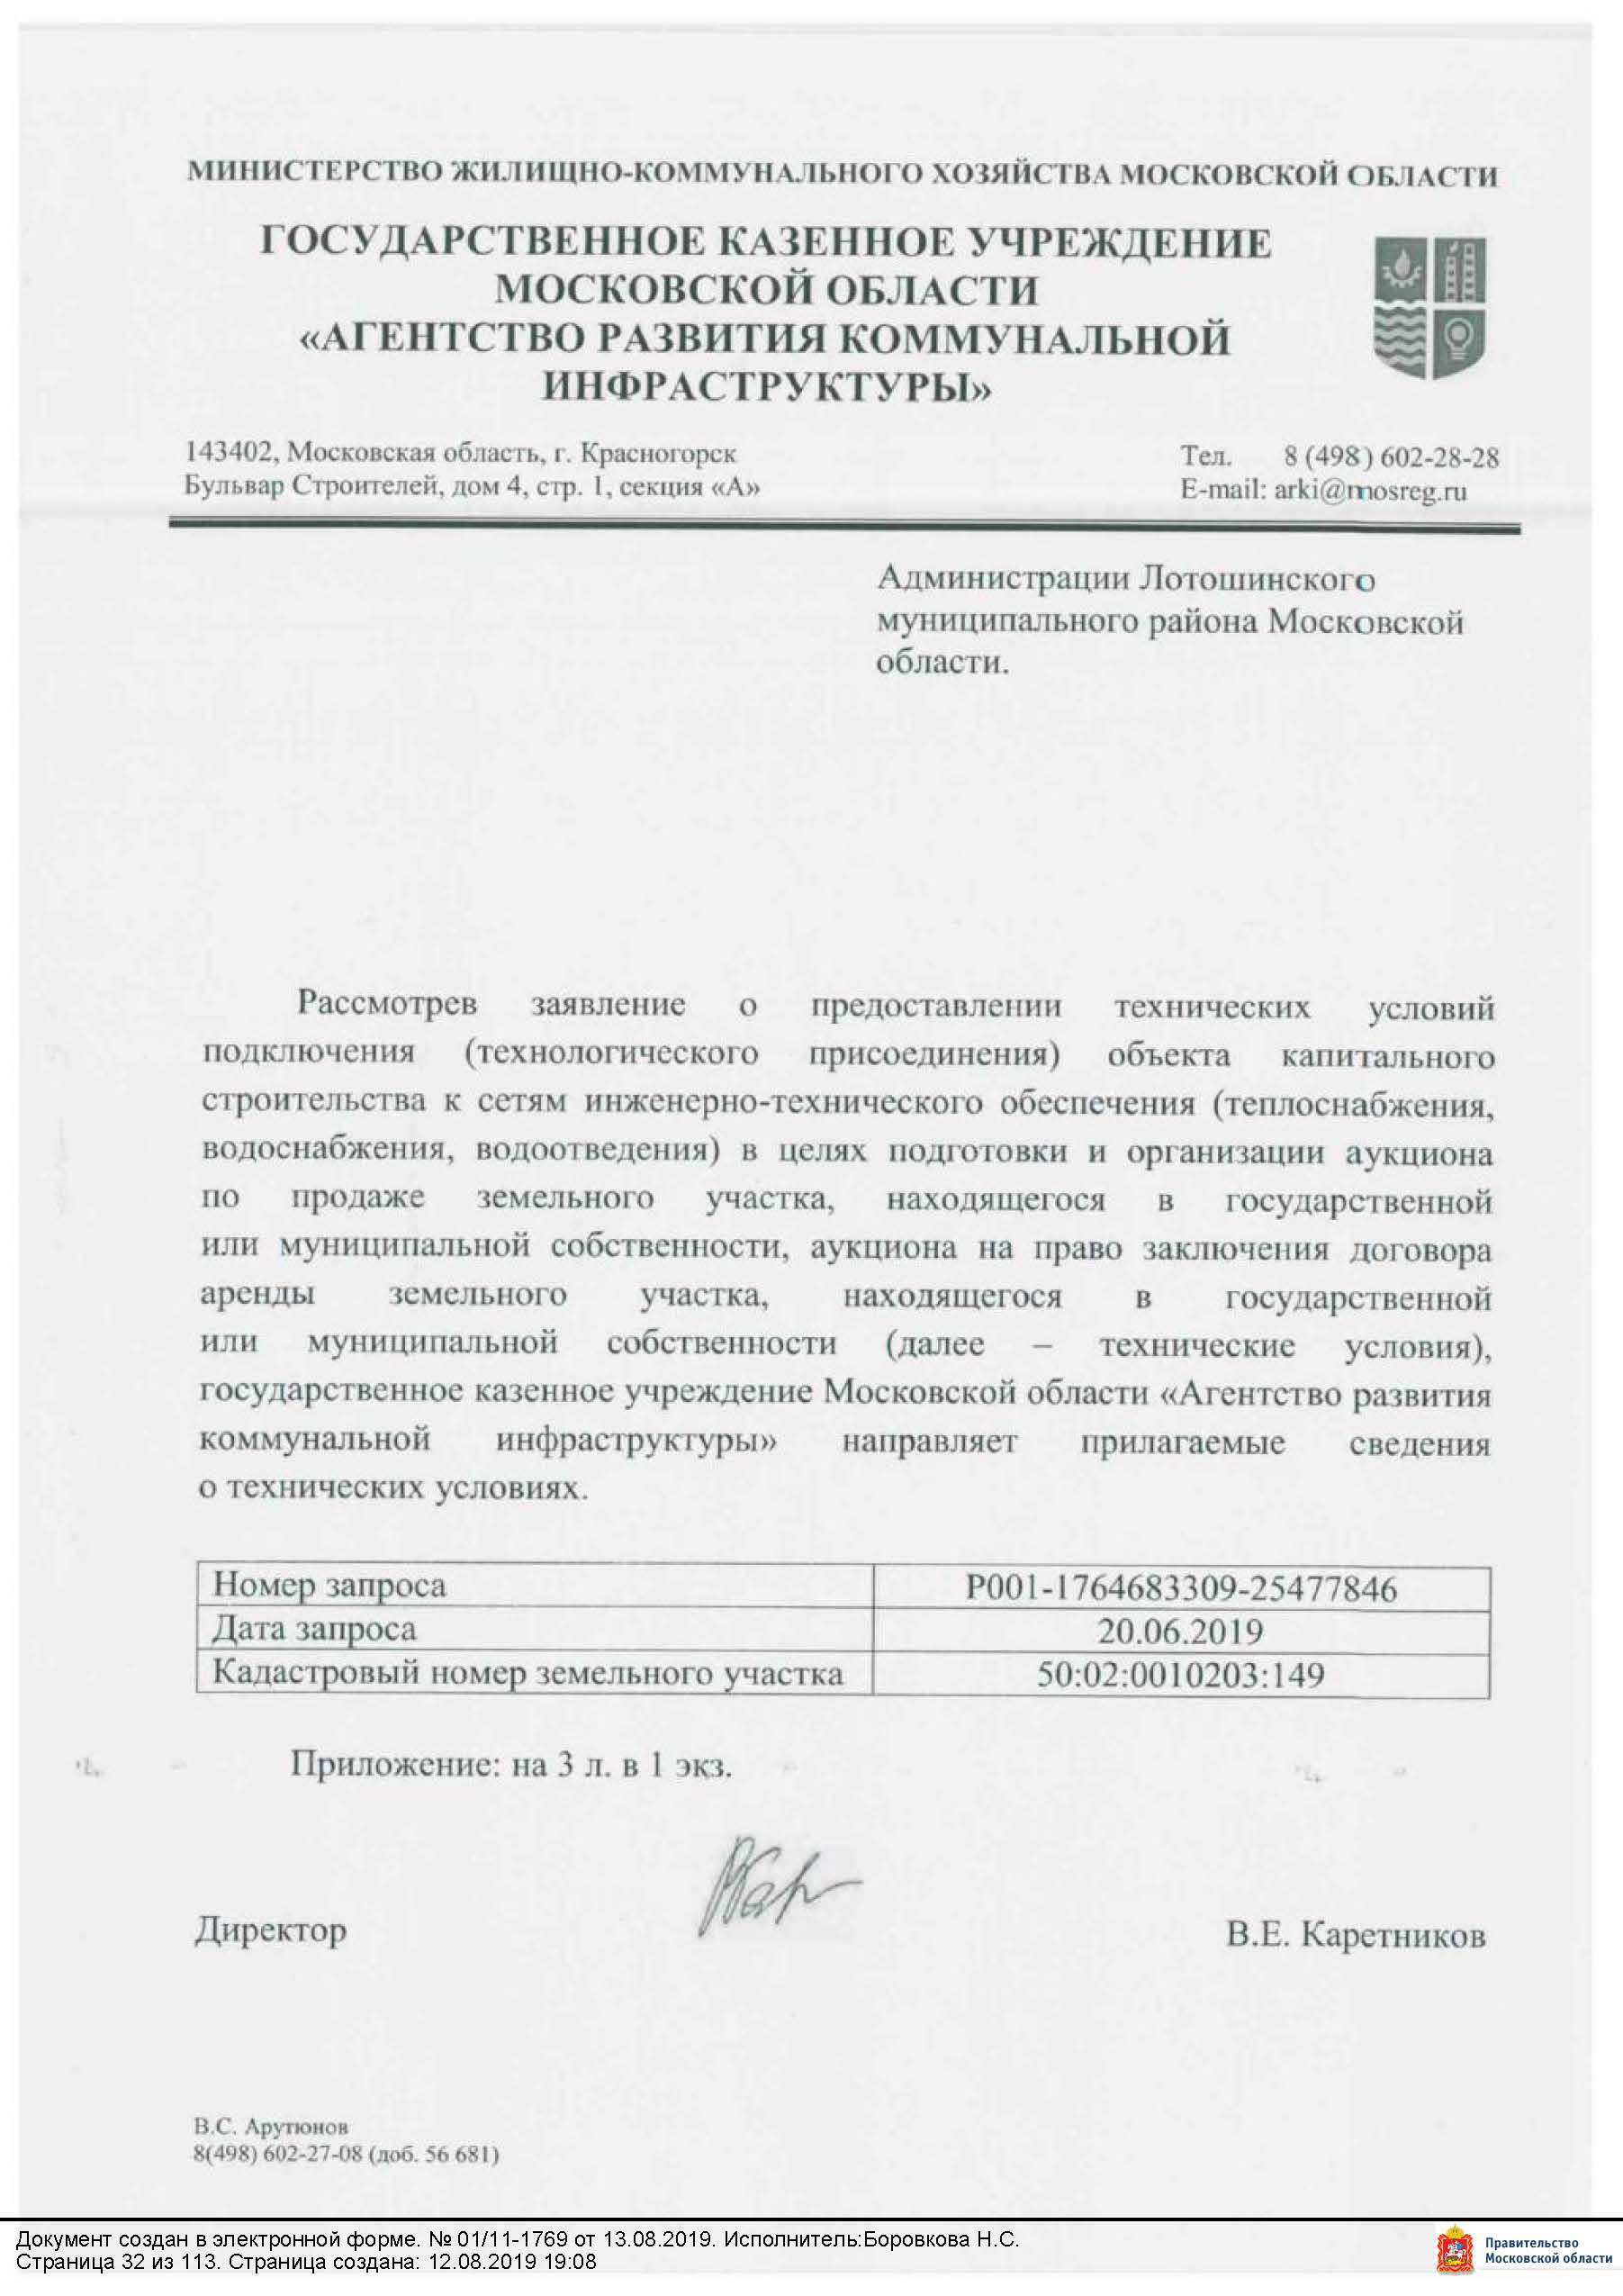 МИНИСТЕРСТВО ЖИЛИЩНО-КОММУНАЛЬНОГО ХОЗЯЙСТВА МОСКОВСКОЙ ОБЛАСТИ
ГОСУДАРСТВЕННОЕ КАЗЕННОЕ УЧРЕЖДЕНИЕ
МОСКОВСКОЙ ОБЛАСТИ
«АГЕНТСТВО РАЗВИТИЯ КОММУНАЛЬНОЙ
ИНФРАСТРУКТУРЫ»
143402, Московская область, г. Красногорск
Бульвар Строителей, дом 4, стр. 1, секция «А»
Тел. 8 (498) 602-28-28
E-mail: arki@mosreg.ru
Администрации Лотошинского
муниципального района Московской
области.
Рассмотрев заявление о предоставлении технических условий
подключения (технологического присоединения) объекта капитального
строительства к сетям инженерно-технического обеспечения (теплоснабжения,
водоснабжения, водоотведения) в целях подготовки и организации аукциона
по продаже земельного участка, находящегося в государственной
или муниципальной собственности, аукциона на право заключения договора
аренды земельного участка, находящегося в государственной
или муниципальной собственности (далее – технические условия),
государственное казенное учреждение Московской области «Агентство развития
коммунальной инфраструктуры» направляет прилагаемые сведения
о технических условиях.
Номер запроса P001-1764683309-25477846
Дата запроса 20.06.2019
Кадастровый номер земельного участка 50:02:0010203:149
Приложение: на 3 л. в 1 экз.
Директор В.Е. Каретников
В.С. Арутюнов
8(498) 602-27-08 (доб. 56 681)
Документ создан в электронной форме. № 01/11-1769 от 13.08.2019. Исполнитель:Боровкова Н.С.
Страница 32 из 113. Страница создана: 12.08.2019 19:08
Правительство
Московской области